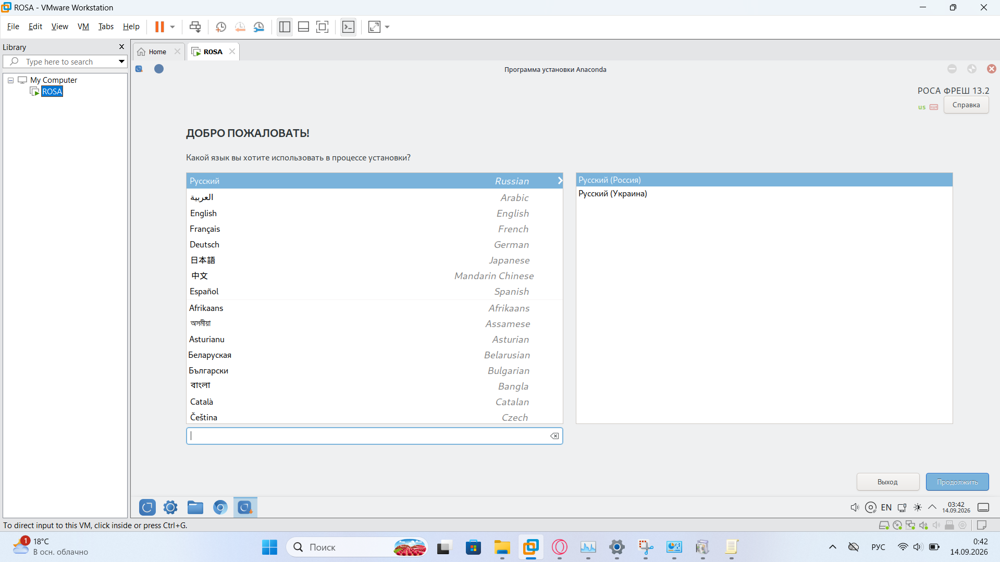 ROSA - VMware Workstation
File Edit View VM Tabs Help
Library
Type here to search
My Computer
ROSA
Home
ROSA
Программа установки Anaconda
РОСА ФРЕШ 13.2
us
Справка
ДОБРО ПОЖАЛОВАТЬ!
Какой язык вы хотите использовать в процессе установки?
Русский Russian
العربية Arabic
English English
Français French
Deutsch German
日本語 Japanese
中文 Mandarin Chinese
Español Spanish
Afrikaans Afrikaans
অসমীয়া Assamese
Asturianu Asturian
Беларуская Belarusian
Български Bulgarian
বাংলা Bangla
Català Catalan
Čeština Czech
Русский (Россия)
Русский (Украина)
Выход
Продолжить
EN
03:42
14.09.2026
To direct input to this VM, click inside or press Ctrl+G.
1
18°C
В осн. облачно
Поиск
РУС
0:42
14.09.2026